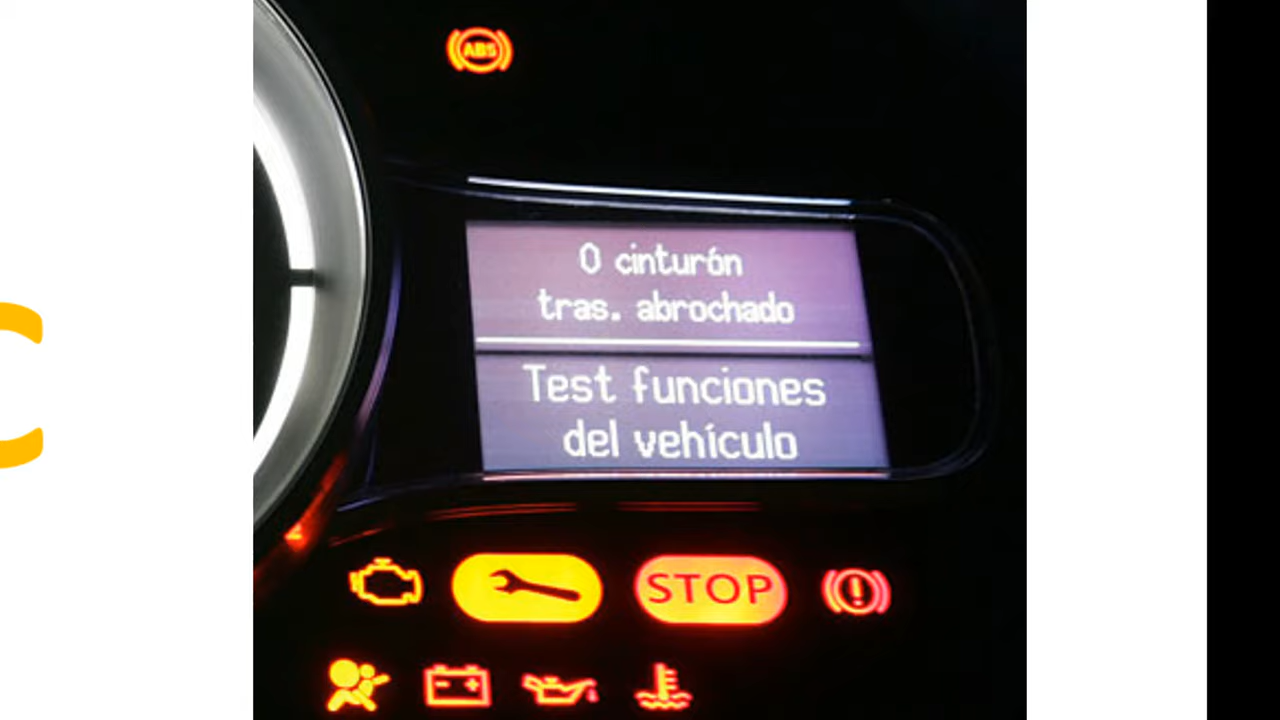 C
ABS
0 cinturón
tras. abrochado
Test funciones
del vehículo
STOP